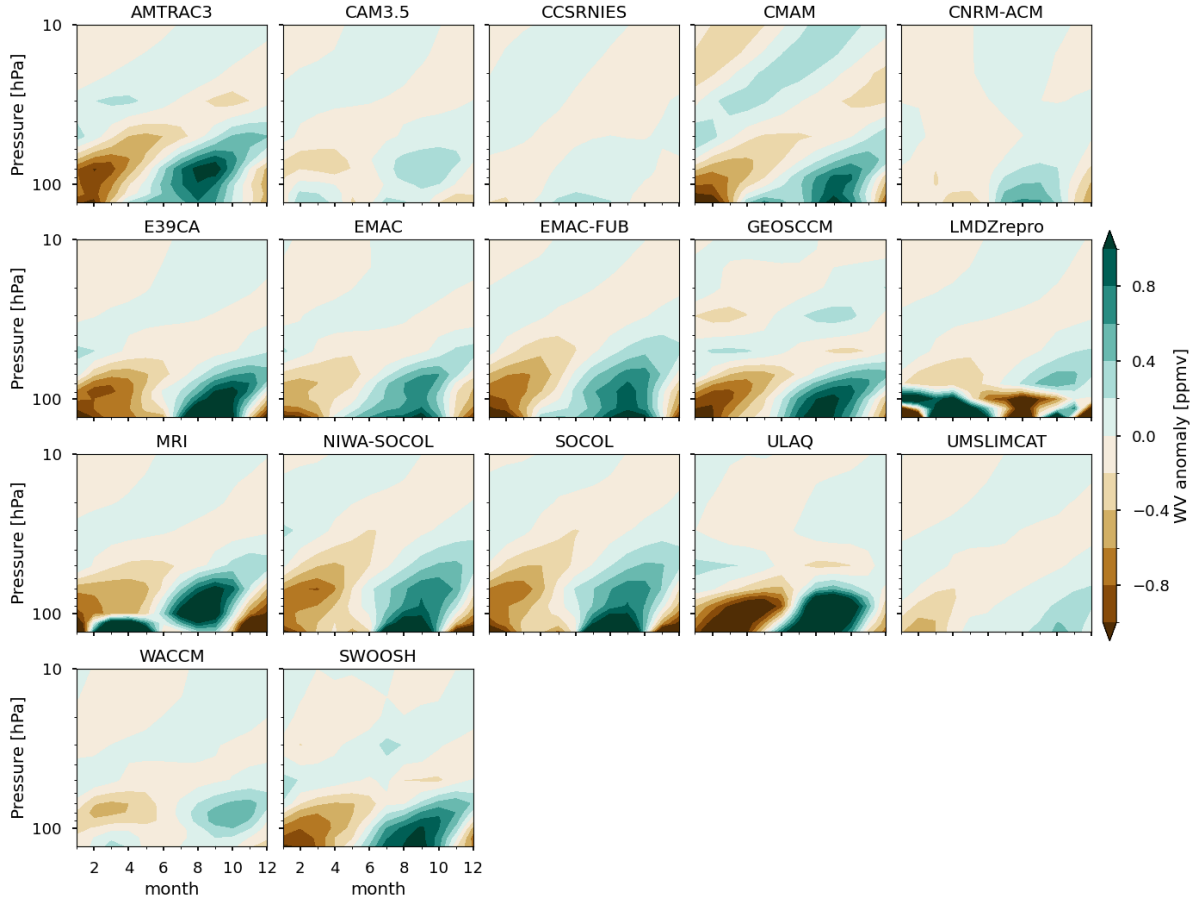 AMTRAC3 CAM3.5 CCSRNIES CMAM CNRM-ACM
10
100
Pressure [hPa]
E39CA EMAC EMAC-FUB GEOSCCM LMDZrepro
10
100
Pressure [hPa]
MRI NIWA-SOCOL SOCOL ULAQ UMSLIMCAT
10
100
Pressure [hPa]
0.8
0.4
0.0
−0.4
−0.8
WV anomaly [ppmv]
WACCM SWOOSH
10
100
Pressure [hPa]
2 4 6 8 10 12 2 4 6 8 10 12
month month